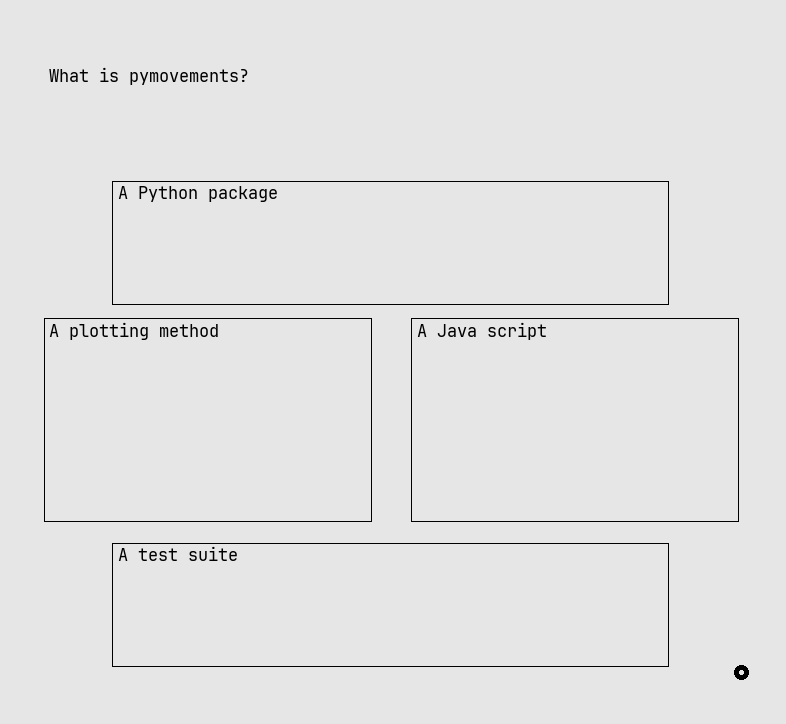 What is pymovements?
A Python package
A plotting method
A Java script
A test suite